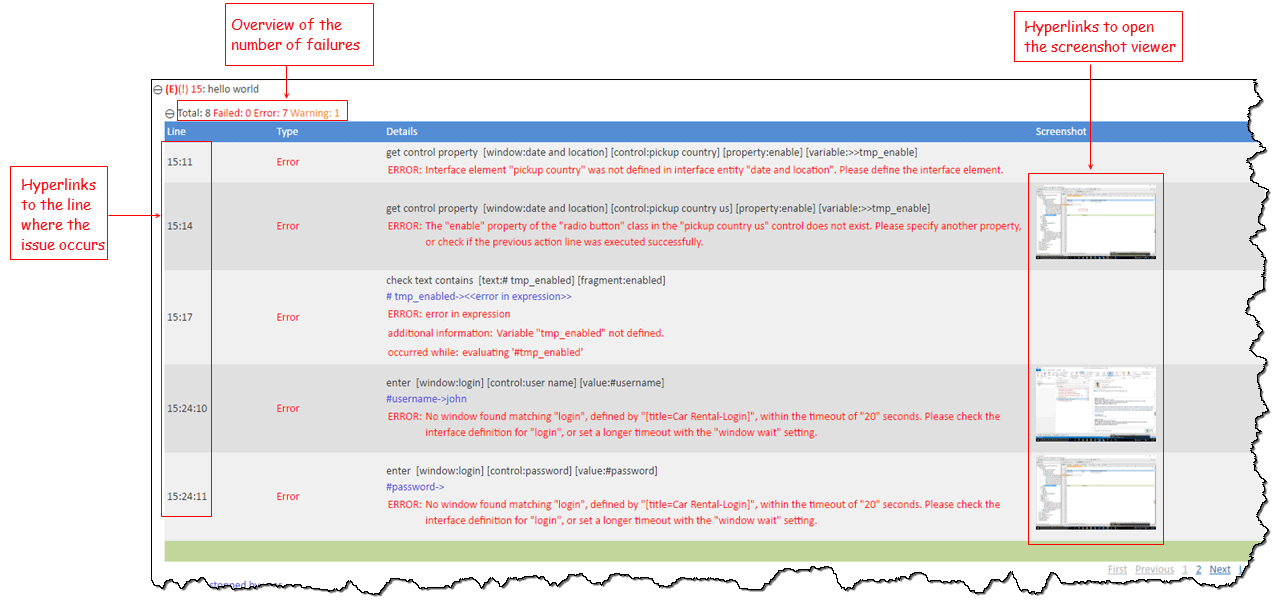 Overview of the
number of failures
Hyperlinks to open
the screenshot viewer
(E)(!) 15: hello world
Total: 8 Failed: 0 Error: 7 Warning: 1
Line Type Details Screenshot
Hyperlinks
to the line
where the
issue occurs
15:11 Error
get control property [window:date and location] [control:pickup country] [property:enable] [variable:>>tmp_enable]
ERROR: Interface element "pickup country" was not defined in interface entity "date and location". Please define the interface element.
15:14 Error
get control property [window:date and location] [control:pickup country us] [property:enable] [variable:>>tmp_enable]
ERROR: The "enable" property of the "radio button" class in the "pickup country us" control does not exist. Please specify another property,
or check if the previous action line was executed successfully.
15:17 Error
check text contains [text:# tmp_enabled] [fragment:enabled]
# tmp_enabled-><<error in expression>>
ERROR: error in expression
additional information: Variable "tmp_enabled" not defined.
occurred while: evaluating '#tmp_enabled'
15:24:10 Error
enter [window:login] [control:user name] [value:#username]
#username->john
ERROR: No window found matching "login", defined by "[title=Car Rental-Login]", within the timeout of "20" seconds. Please check the
interface definition for "login", or set a longer timeout with the "window wait" setting.
15:24:11 Error
enter [window:login] [control:password] [value:#password]
#password->
ERROR: No window found matching "login", defined by "[title=Car Rental-Login]", within the timeout of "20" seconds. Please check the
interface definition for "login", or set a longer timeout with the "window wait" setting.
First Previous 1 2 Next